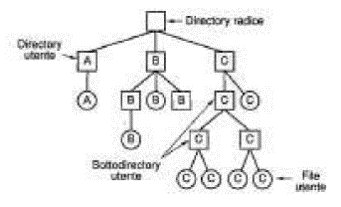 Directory radice
Directory
utente
A B C
A B B B C C
B C C
Sottodirectory
utente
C C C C
File
utente